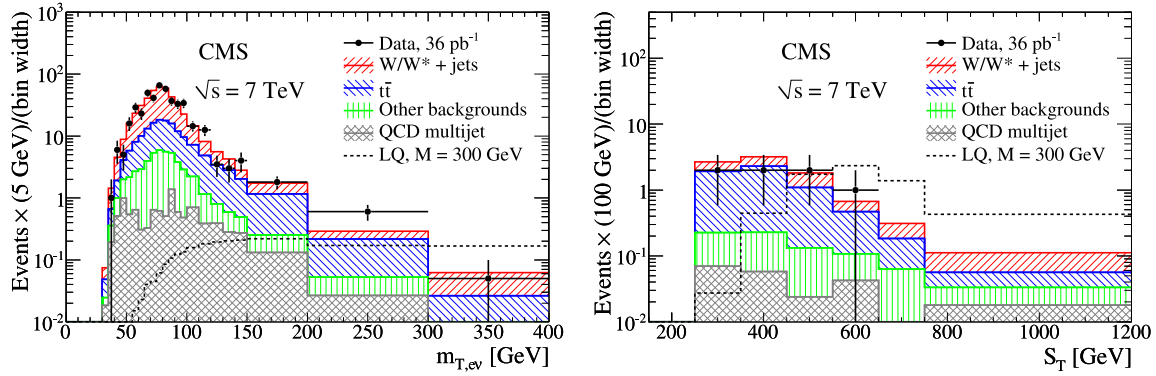 Events × (5 GeV)/(bin width)
10²
10
1
10⁻¹
10⁻²
CMS
√s = 7 TeV
Data, 36 pb⁻¹
W/W* + jets
tt̄
Other backgrounds
QCD multijet
LQ, M = 300 GeV
0 50 100 150 200 250 300 350 400
m_T,eν [GeV]
Events × (100 GeV)/(bin width)
10²
10
1
10⁻¹
10⁻²
CMS
√s = 7 TeV
Data, 36 pb⁻¹
W/W* + jets
tt̄
Other backgrounds
QCD multijet
LQ, M = 300 GeV
200 400 600 800 1000 1200
S_T [GeV]